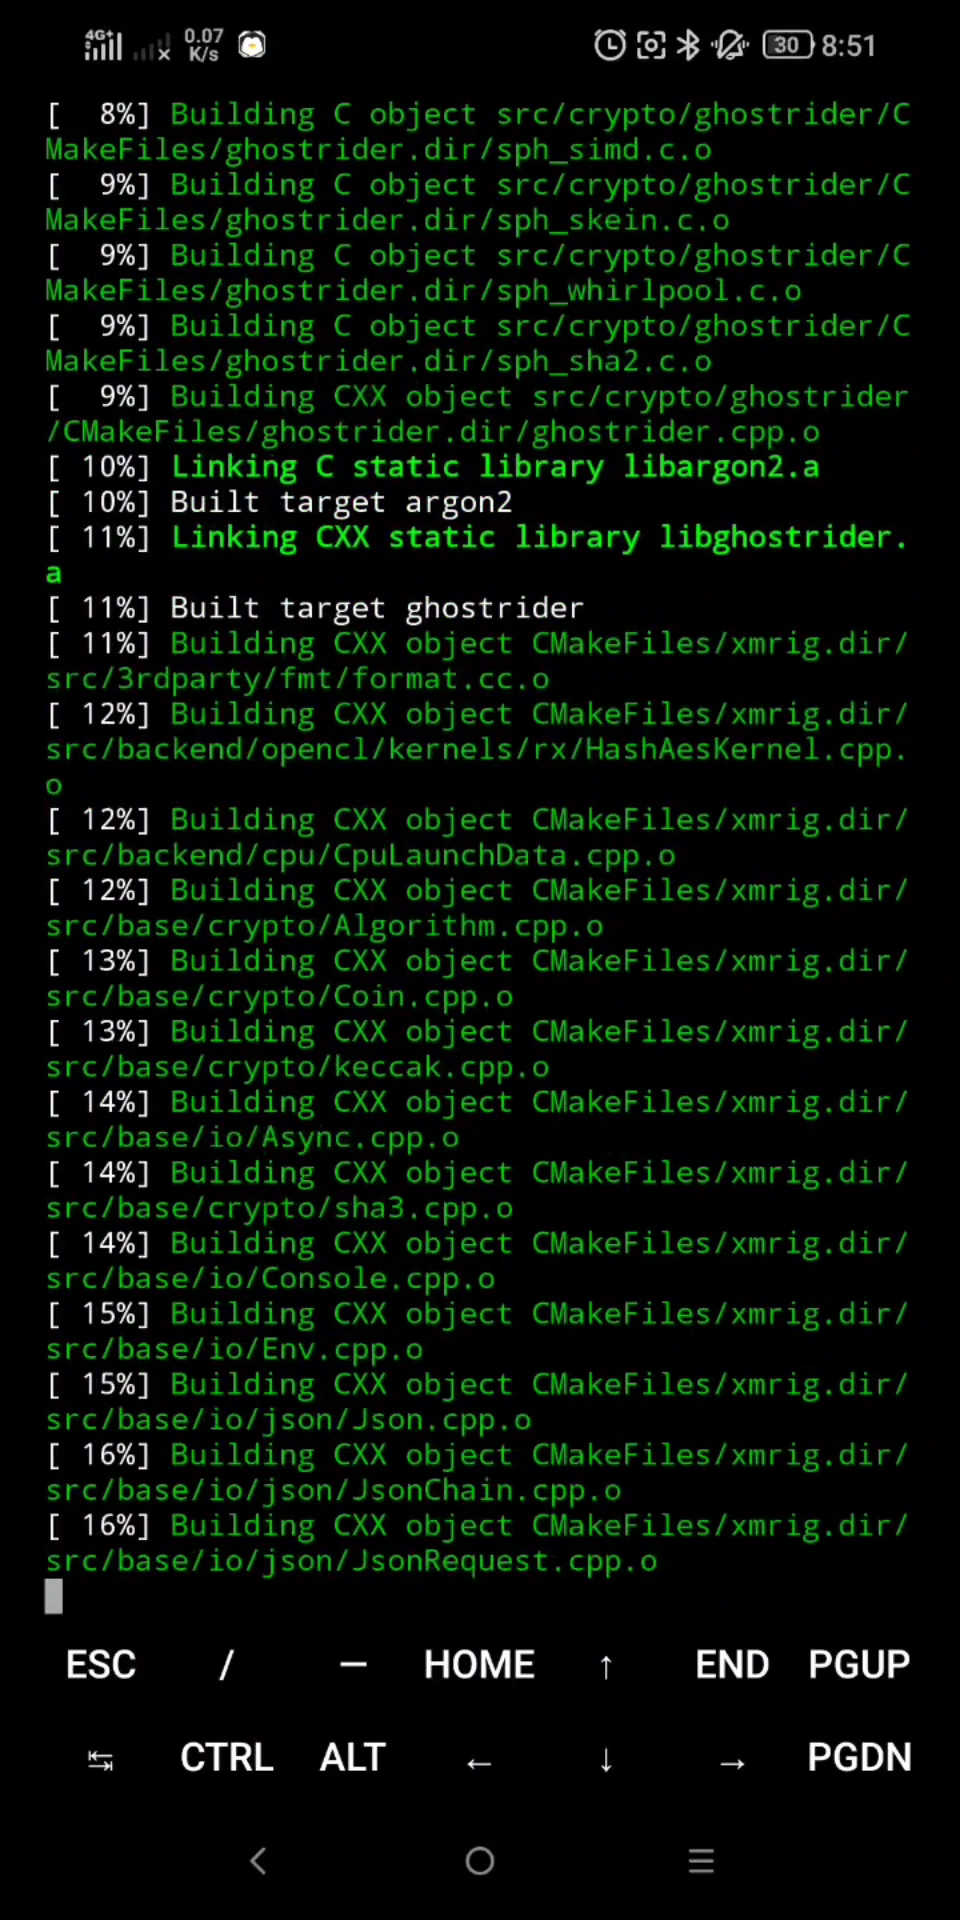 4G+ 0.07 K/s 30 8:51
[  8%] Building C object src/crypto/ghostrider/C
MakeFiles/ghostrider.dir/sph_simd.c.o
[  9%] Building C object src/crypto/ghostrider/C
MakeFiles/ghostrider.dir/sph_skein.c.o
[  9%] Building C object src/crypto/ghostrider/C
MakeFiles/ghostrider.dir/sph_whirlpool.c.o
[  9%] Building C object src/crypto/ghostrider/C
MakeFiles/ghostrider.dir/sph_sha2.c.o
[  9%] Building CXX object src/crypto/ghostrider
/CMakeFiles/ghostrider.dir/ghostrider.cpp.o
[ 10%] Linking C static library libargon2.a
[ 10%] Built target argon2
[ 11%] Linking CXX static library libghostrider.
a
[ 11%] Built target ghostrider
[ 11%] Building CXX object CMakeFiles/xmrig.dir/
src/3rdparty/fmt/format.cc.o
[ 12%] Building CXX object CMakeFiles/xmrig.dir/
src/backend/opencl/kernels/rx/HashAesKernel.cpp.
o
[ 12%] Building CXX object CMakeFiles/xmrig.dir/
src/backend/cpu/CpuLaunchData.cpp.o
[ 12%] Building CXX object CMakeFiles/xmrig.dir/
src/base/crypto/Algorithm.cpp.o
[ 13%] Building CXX object CMakeFiles/xmrig.dir/
src/base/crypto/Coin.cpp.o
[ 13%] Building CXX object CMakeFiles/xmrig.dir/
src/base/crypto/keccak.cpp.o
[ 14%] Building CXX object CMakeFiles/xmrig.dir/
src/base/io/Async.cpp.o
[ 14%] Building CXX object CMakeFiles/xmrig.dir/
src/base/crypto/sha3.cpp.o
[ 14%] Building CXX object CMakeFiles/xmrig.dir/
src/base/io/Console.cpp.o
[ 15%] Building CXX object CMakeFiles/xmrig.dir/
src/base/io/Env.cpp.o
[ 15%] Building CXX object CMakeFiles/xmrig.dir/
src/base/io/json/Json.cpp.o
[ 16%] Building CXX object CMakeFiles/xmrig.dir/
src/base/io/json/JsonChain.cpp.o
[ 16%] Building CXX object CMakeFiles/xmrig.dir/
src/base/io/json/JsonRequest.cpp.o
ESC / — HOME ↑ END PGUP
↹ CTRL ALT ← ↓ → PGDN